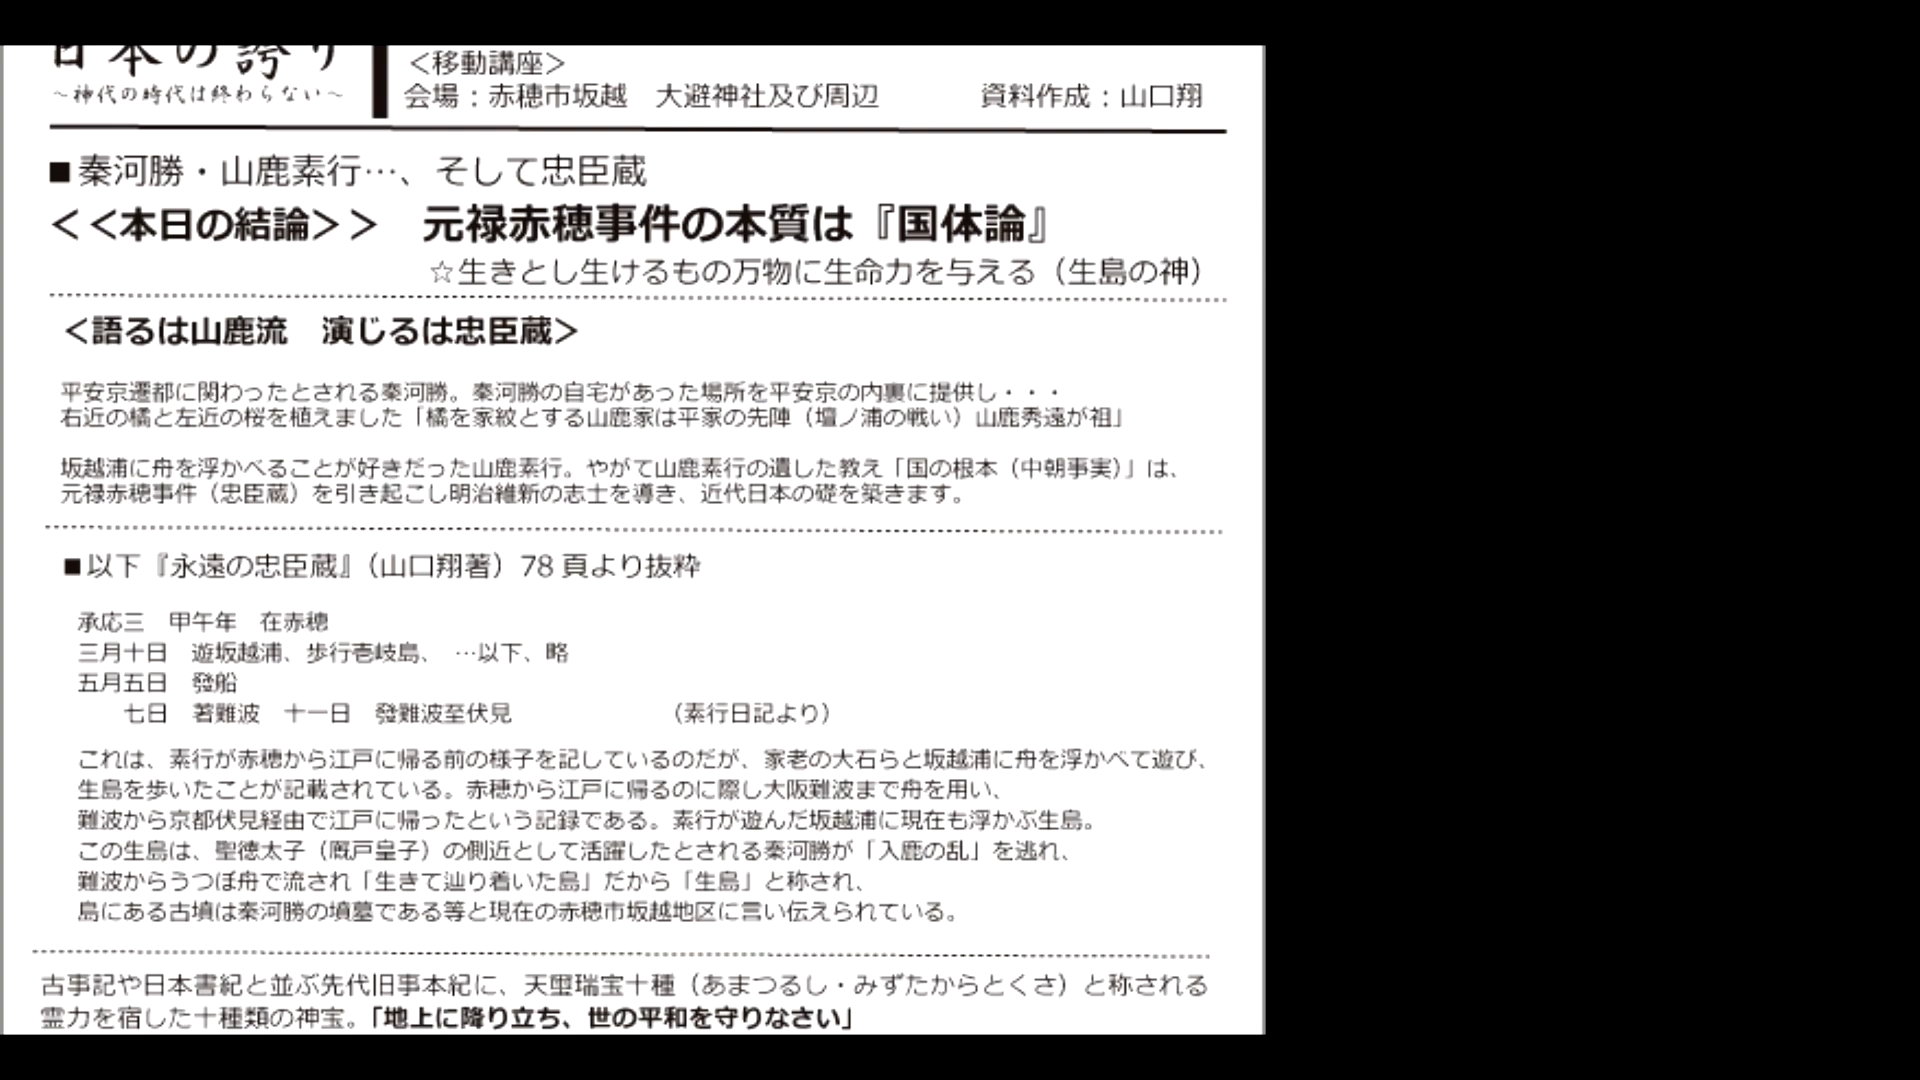 日本の誇り
～神代の時代は終わらない～
＜移動講座＞
会場：赤穂市坂越　大避神社及び周辺　　　資料作成：山口翔
■秦河勝・山鹿素行…、そして忠臣蔵
＜＜本日の結論＞＞　元禄赤穂事件の本質は『国体論』
☆生きとし生けるもの万物に生命力を与える（生島の神）
＜語るは山鹿流　演じるは忠臣蔵＞
平安京遷都に関わったとされる秦河勝。秦河勝の自宅があった場所を平安京の内裏に提供し・・・
右近の橘と左近の桜を植えました「橘を家紋とする山鹿家は平家の先陣（壇ノ浦の戦い）山鹿秀遠が祖」
坂越浦に舟を浮かべることが好きだった山鹿素行。やがて山鹿素行の遺した教え「国の根本（中朝事実）」は、
元禄赤穂事件（忠臣蔵）を引き起こし明治維新の志士を導き、近代日本の礎を築きます。
■以下『永遠の忠臣蔵』（山口翔著）78 頁より抜粋
承応三　甲午年　在赤穂
三月十日　遊坂越浦、歩行壱岐島、　…以下、略
五月五日　發船
七日　著難波　十一日　發難波至伏見　　　　　　　（素行日記より）
これは、素行が赤穂から江戸に帰る前の様子を記しているのだが、家老の大石らと坂越浦に舟を浮かべて遊び、
生島を歩いたことが記載されている。赤穂から江戸に帰るのに際し大阪難波まで舟を用い、
難波から京都伏見経由で江戸に帰ったという記録である。素行が遊んだ坂越浦に現在も浮かぶ生島。
この生島は、聖徳太子（厩戸皇子）の側近として活躍したとされる秦河勝が「入鹿の乱」を逃れ、
難波からうつぼ舟で流され「生きて辿り着いた島」だから「生島」と称され、
島にある古墳は秦河勝の墳墓である等と現在の赤穂市坂越地区に言い伝えられている。
古事記や日本書紀と並ぶ先代旧事本紀に、天璽瑞宝十種（あまつるし・みずたからとくさ）と称される
霊力を宿した十種類の神宝。「地上に降り立ち、世の平和を守りなさい」